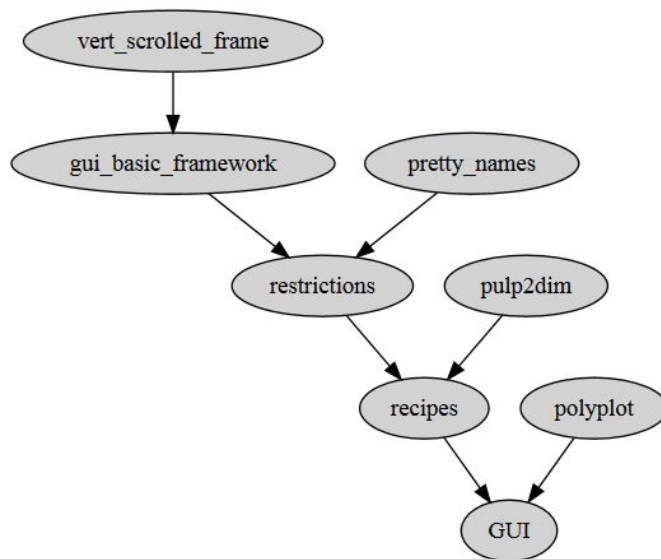 vert_scrolled_frame
gui_basic_framework
pretty_names
restrictions
pulp2dim
recipes
polyplot
GUI